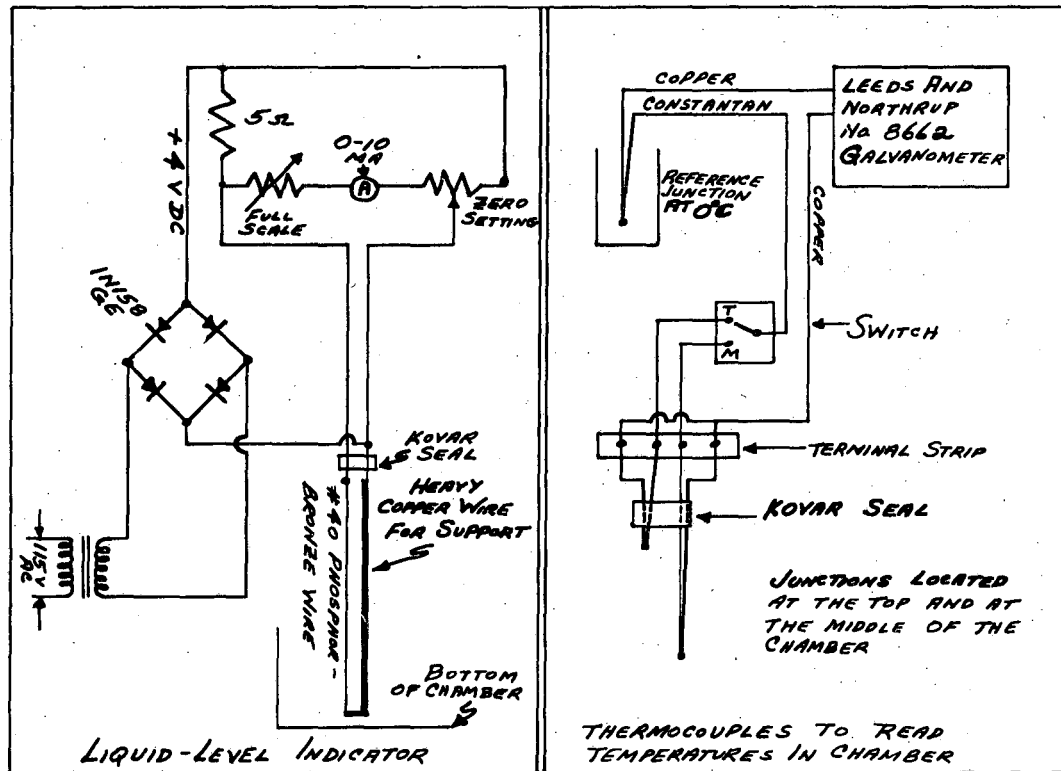 5Ω
0-10
MA
A
+4 VDC
FULL
SCALE
ZERO
SETTING
1N158
GE
KOVAR
SEAL
HEAVY
COPPER WIRE
FOR SUPPORT
#40 PHOSPHOR-
BRONZE WIRE
115V
AC
BOTTOM
OF CHAMBER
LIQUID-LEVEL INDICATOR
COPPER
CONSTANTAN
LEEDS AND
NORTHRUP
No 8662
GALVANOMETER
REFERENCE
JUNCTION
AT 0°C
COPPER
T
M
SWITCH
TERMINAL STRIP
KOVAR SEAL
JUNCTIONS LOCATED
AT THE TOP AND AT
THE MIDDLE OF THE
CHAMBER
THERMOCOUPLES TO READ
TEMPERATURES IN CHAMBER